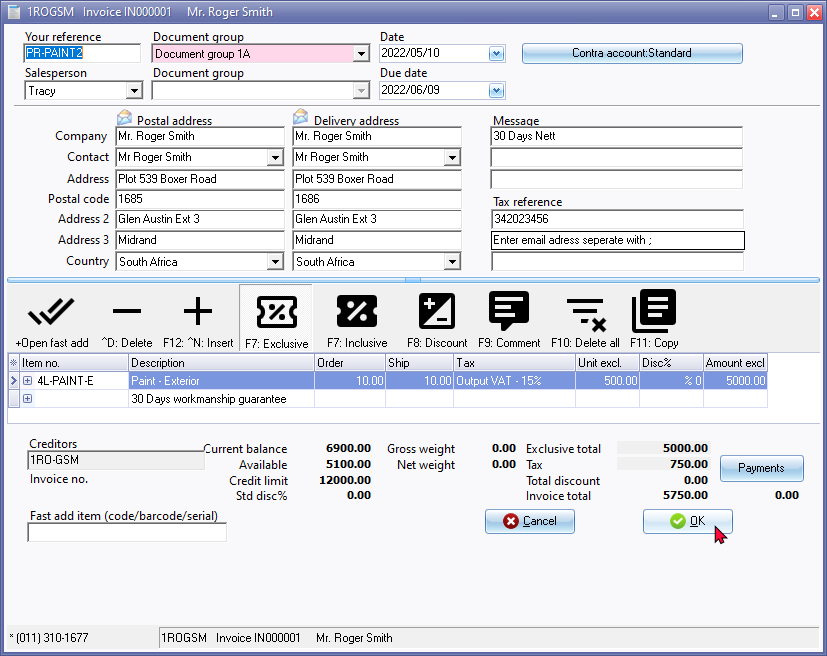 1ROGSM Invoice IN000001 Mr. Roger Smith
Your reference Document group Date
PR-PAINT2 Document group 1A 2022/05/10 Contra account:Standard
Salesperson Document group Due date
Tracy 2022/06/09
Postal address Delivery address Message
Company Mr. Roger Smith Mr. Roger Smith 30 Days Nett
Contact Mr Roger Smith Mr Roger Smith
Address Plot 539 Boxer Road Plot 539 Boxer Road
Postal code 1685 1686 Tax reference
Address 2 Glen Austin Ext 3 Glen Austin Ext 3 342023456
Address 3 Midrand Midrand Enter email adress seperate with ;
Country South Africa South Africa
+Open fast add ^D: Delete F12: ^N: Insert F7: Exclusive F7: Inclusive F8: Discount F9: Comment F10: Delete all F11: Copy
Item no. Description Order Ship Tax Unit excl. Disc% Amount excl
4L-PAINT-E Paint - Exterior 10.00 10.00 Output VAT - 15% 500.00 % 0 5000.00
30 Days workmanship guarantee
Creditors Current balance 6900.00 Gross weight 0.00 Exclusive total 5000.00
1RO-GSM Available 5100.00 Net weight 0.00 Tax 750.00 Payments
Invoice no. Credit limit 12000.00 Total discount 0.00
Std disc% 0.00 Invoice total 5750.00 0.00
Fast add item (code/barcode/serial) Cancel OK
* (011) 310-1677 1ROGSM Invoice IN000001 Mr. Roger Smith